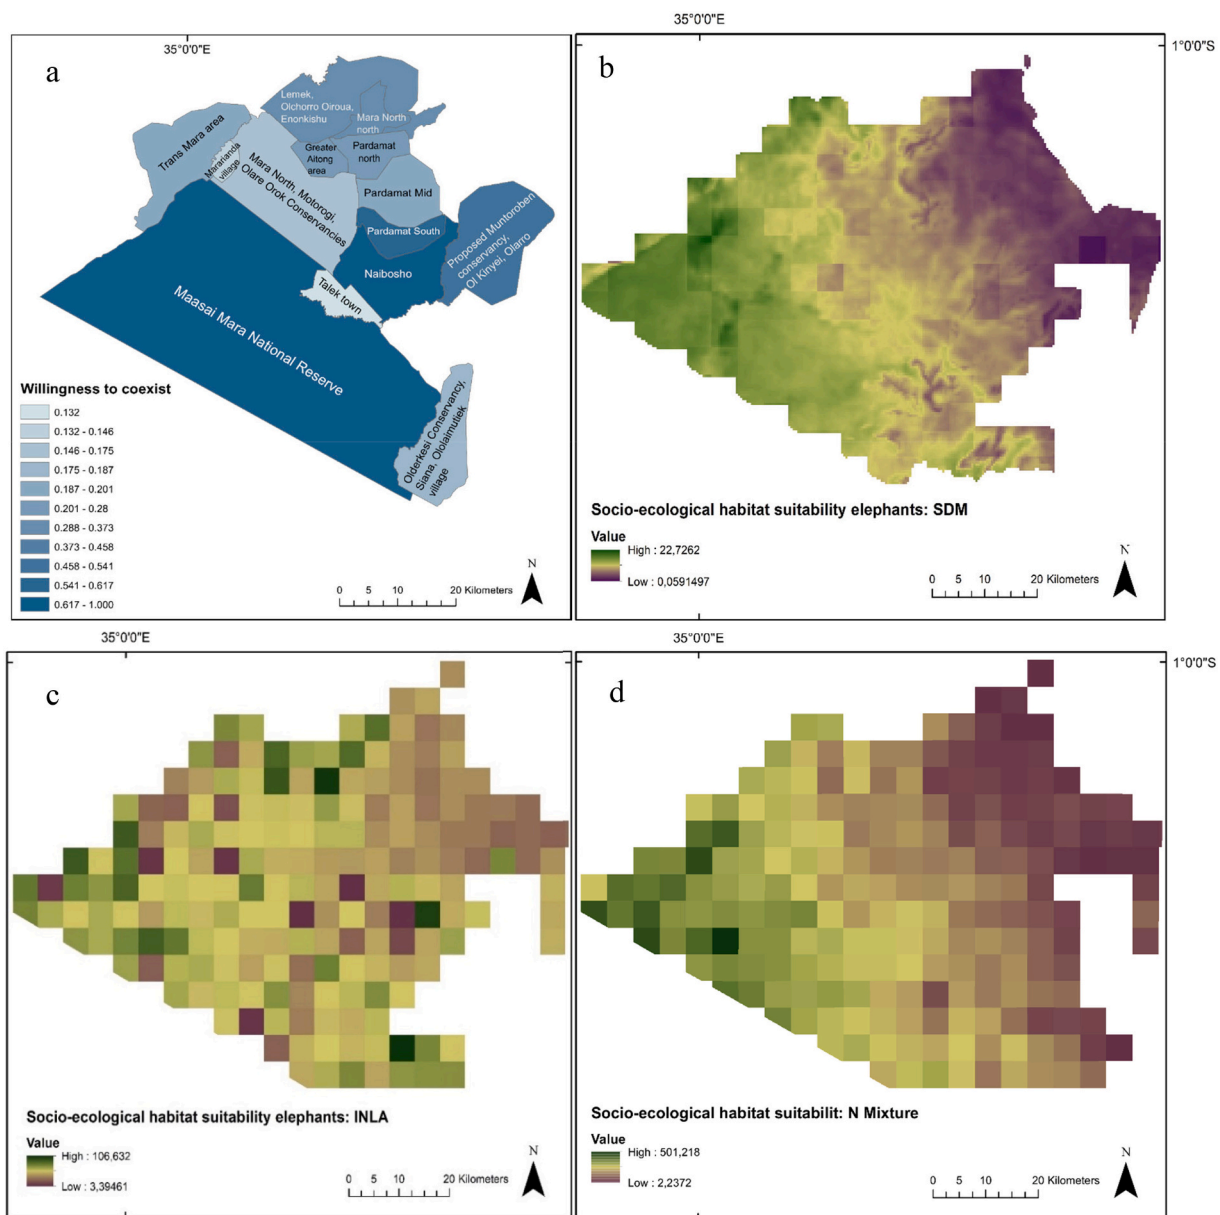 35°0'0"E
a
Lemek,
Olchorro Oiroua,
Enonkishu
Mara North
north
Trans Mara area
Mararianda
village
Greater
Aitong
area
Pardamat
north
Mara North, Motorogi,
Olare Orok Conservancies
Pardamat Mid
Pardamat South
Proposed Muntoroben
conservancy,
Ol Kinyei, Olarro
Naibosho
Talek town
Maasai Mara National Reserve
Olderkesi Conservancy,
Siana, Ololaimutiek
village
Willingness to coexist
0.132
0.132 - 0.146
0.146 - 0.175
0.175 - 0.187
0.187 - 0.201
0.201 - 0.28
0.288 - 0.373
0.373 - 0.458
0.458 - 0.541
0.541 - 0.617
0.617 - 1.000
N
0 5 10 20 Kilometers
35°0'0"E
1°0'0"S
b
Socio-ecological habitat suitability elephants: SDM
Value
High : 22,7262
Low : 0,0591497
N
0 5 10 20 Kilometers
35°0'0"E
c
Socio-ecological habitat suitability elephants: INLA
Value
High : 106,632
Low : 3,39461
N
0 5 10 20 Kilometers
35°0'0"E
1°0'0"S
d
Socio-ecological habitat suitabilit: N Mixture
Value
High : 501,218
Low : 2,2372
N
0 5 10 20 Kilometers